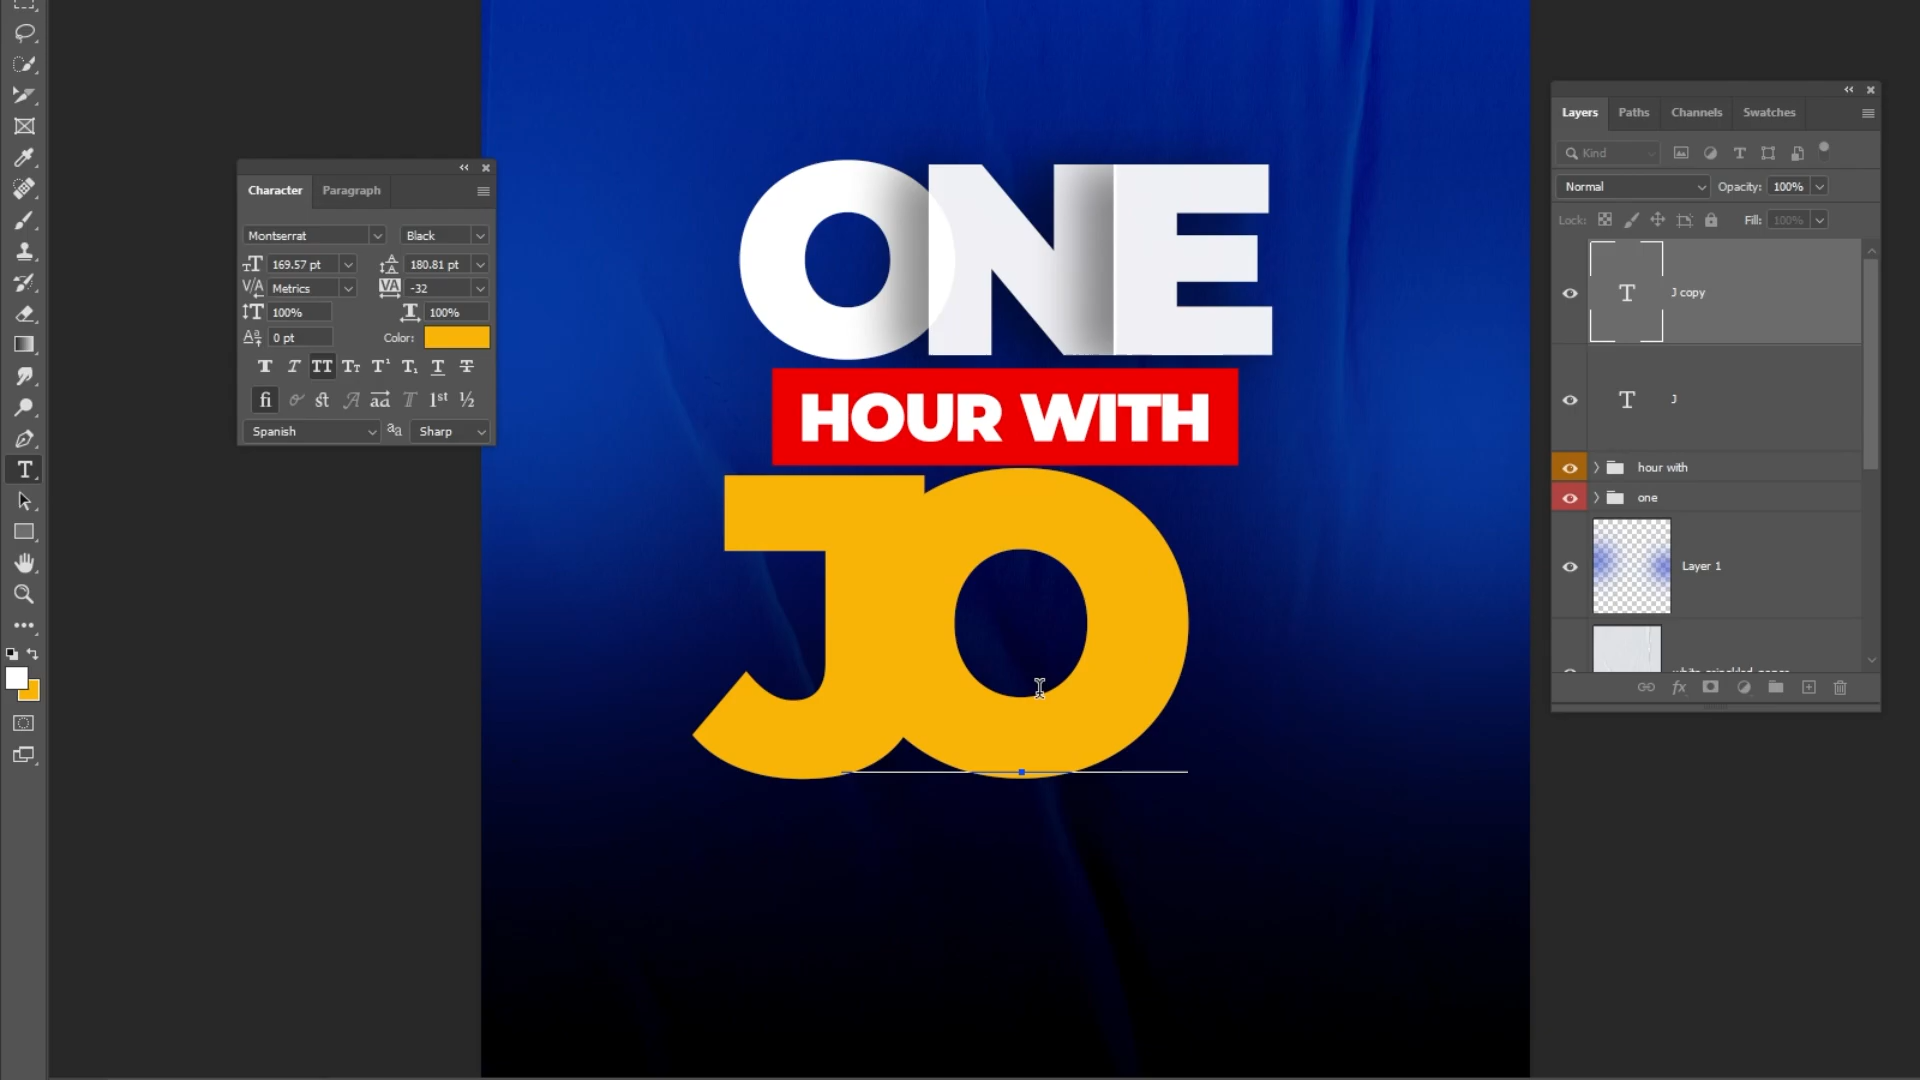 Character Paragraph
Montserrat Black
169.57 pt 180.81 pt
Metrics -32
100% 100%
0 pt Color:
Spanish Sharp
ONE
HOUR WITH
JO
Layers Paths Channels Swatches
Kind
Normal Opacity: 100%
Lock: Fill: 100%
J copy
J
hour with
one
Layer 1